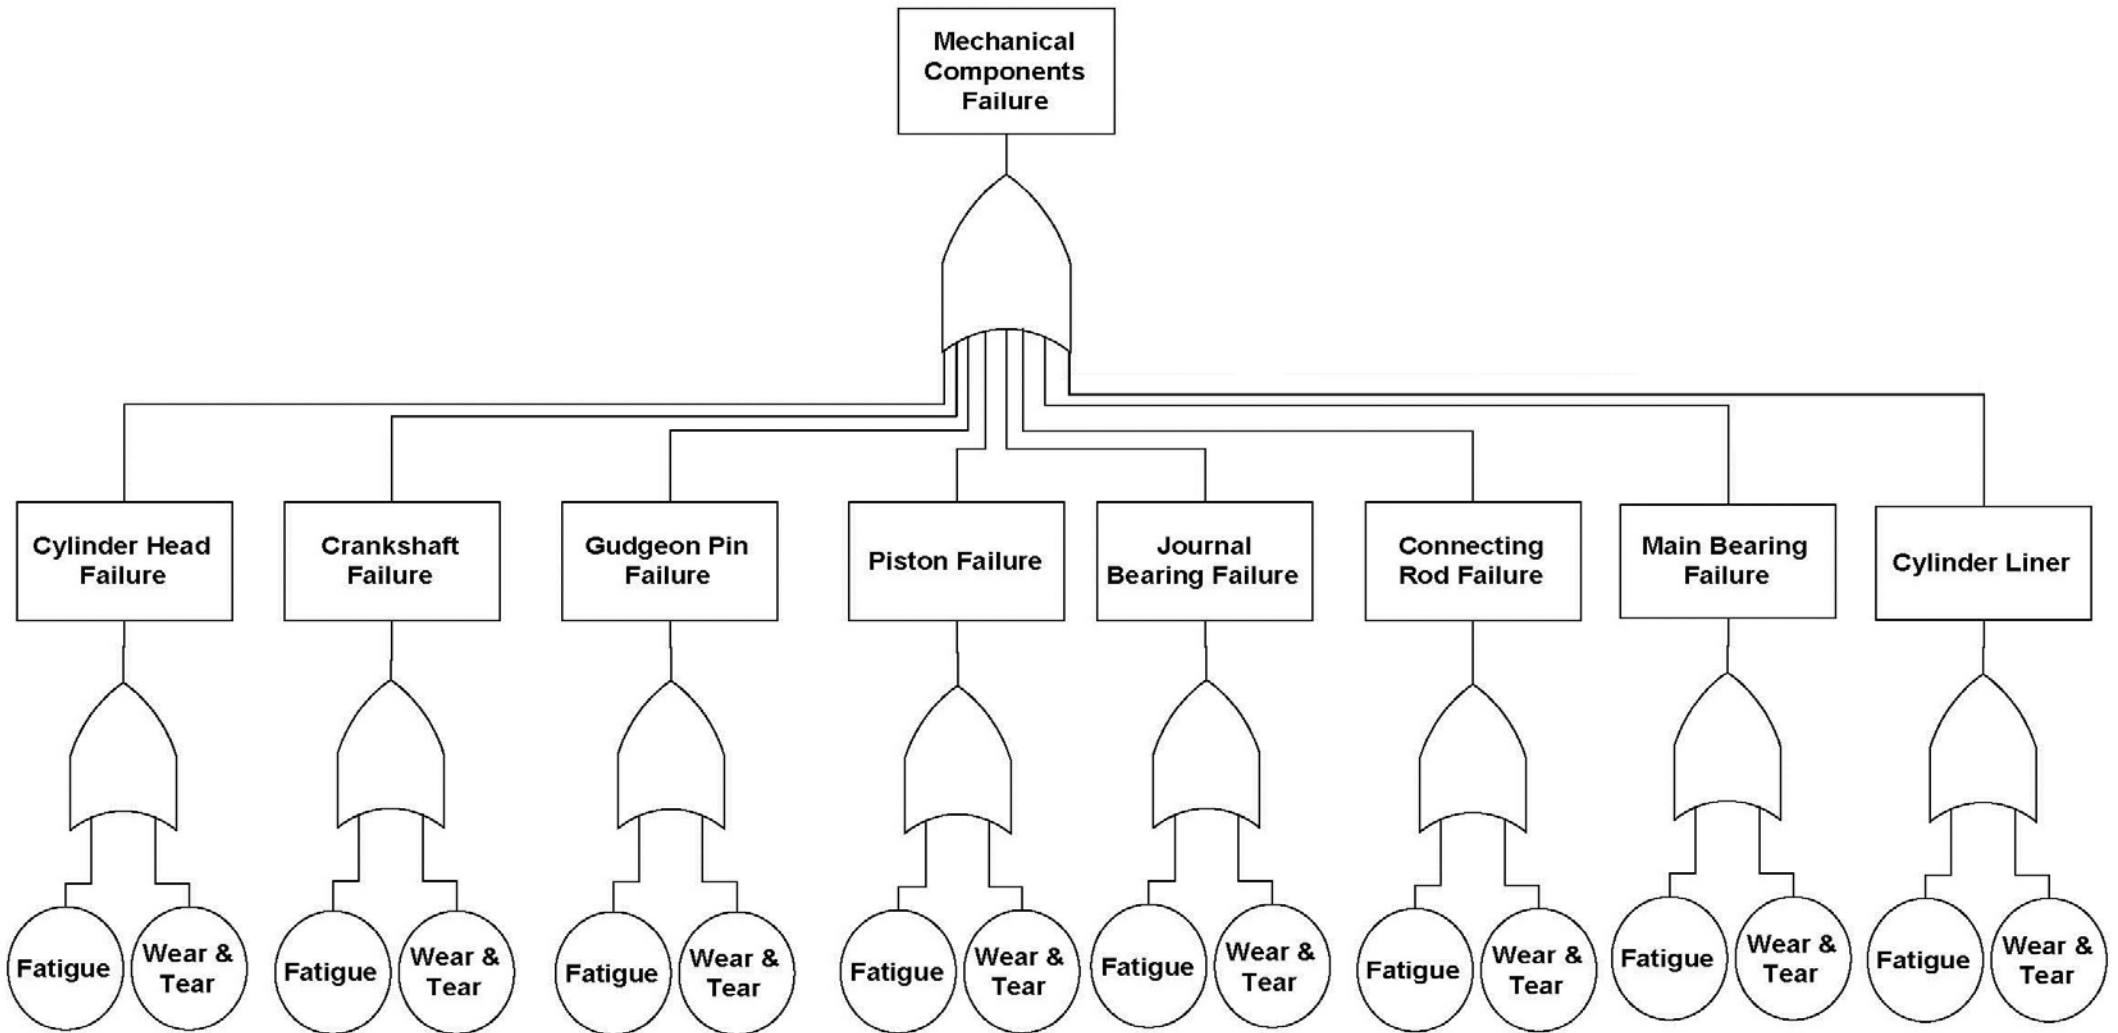 Mechanical
Components
Failure
Cylinder Head
Failure
Crankshaft
Failure
Gudgeon Pin
Failure
Piston Failure
Journal
Bearing Failure
Connecting
Rod Failure
Main Bearing
Failure
Cylinder Liner
Fatigue
Wear &
Tear
Fatigue
Wear &
Tear
Fatigue
Wear &
Tear
Fatigue
Wear &
Tear
Fatigue
Wear &
Tear
Fatigue
Wear &
Tear
Fatigue
Wear &
Tear
Fatigue
Wear &
Tear